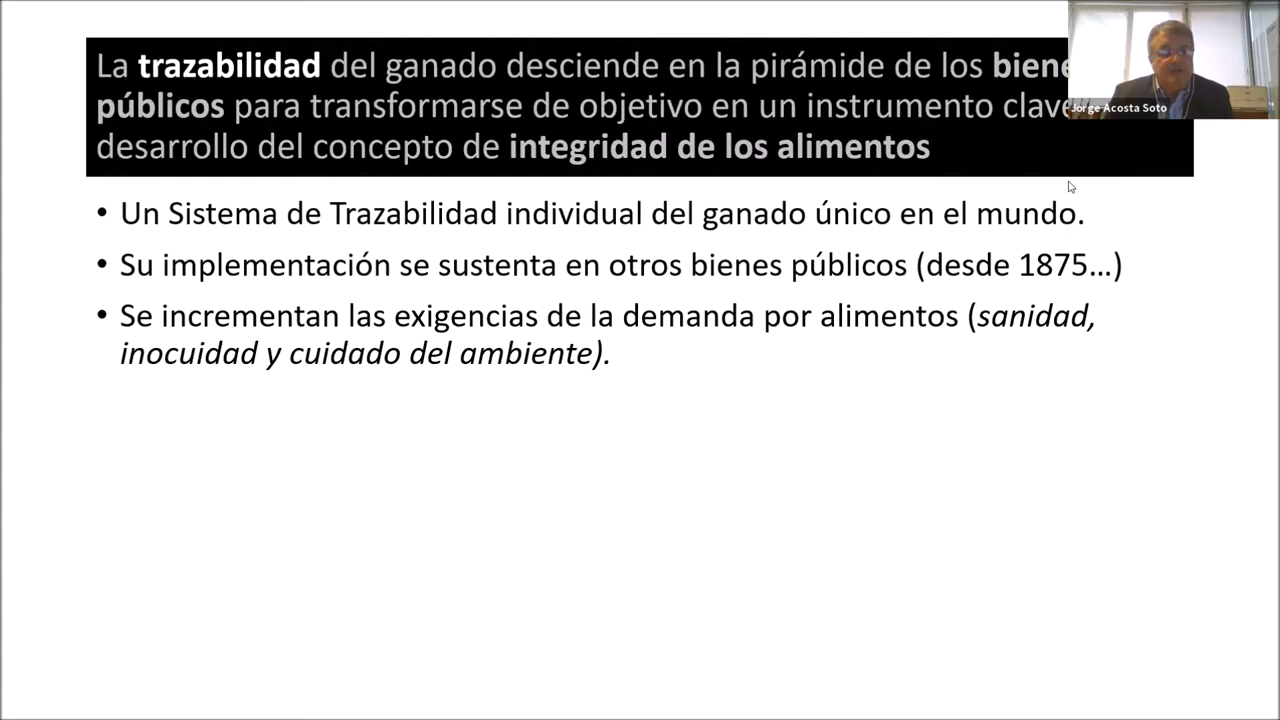 La trazabilidad del ganado desciende en la pirámide de los
públicos para transformarse de objetivo en un instrumento
desarrollo del concepto de integridad de los alimentos
Jorge Acosta Soto
• Un Sistema de Trazabilidad individual del ganado único en el mundo.
• Su implementación se sustenta en otros bienes públicos (desde 1875…)
• Se incrementan las exigencias de la demanda por alimentos (sanidad,
inocuidad y cuidado del ambiente).